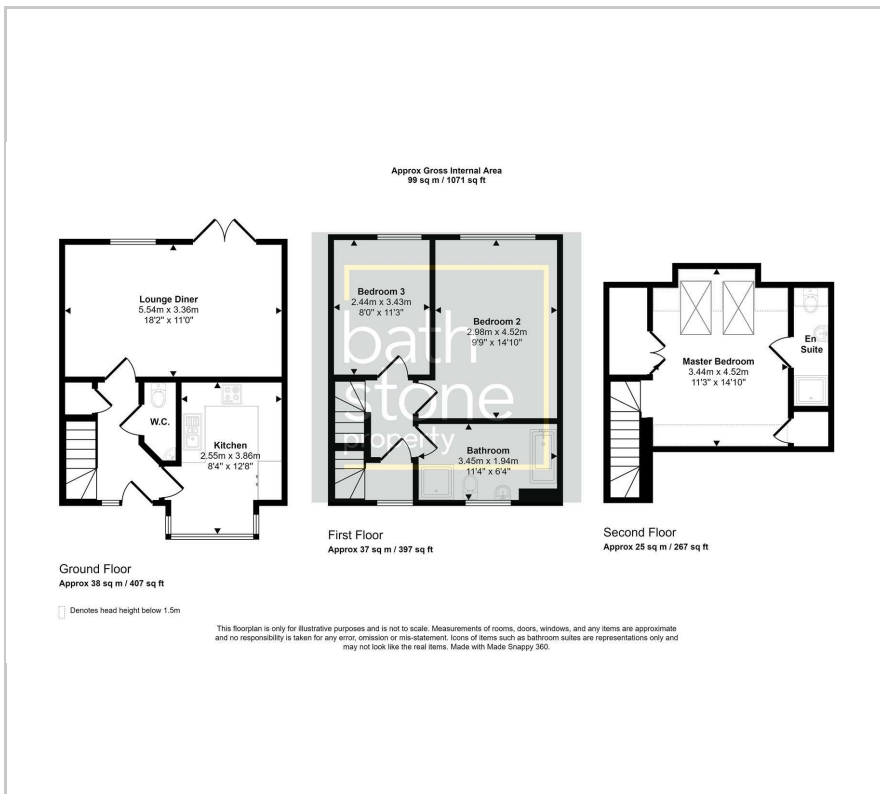 Approx Gross Internal Area
99 sq m / 1071 sq ft
Lounge Diner
5.54m x 3.36m
18'2" x 11'0"
W.C.
Kitchen
2.55m x 3.86m
8'4" x 12'8"
Ground Floor
Approx 38 sq m / 407 sq ft
Denotes head height below 1.5m
Bedroom 3
2.44m x 3.43m
8'0" x 11'3"
Bedroom 2
2.98m x 4.52m
9'9" x 14'10"
bath
stone
property
Bathroom
3.45m x 1.94m
11'4" x 6'4"
First Floor
Approx 37 sq m / 397 sq ft
Master Bedroom
3.44m x 4.52m
11'3" x 14'10"
En
Suite
Second Floor
Approx 25 sq m / 267 sq ft
This floorplan is only for illustrative purposes and is not to scale. Measurements of rooms, doors, windows, and any items are approximate
and no responsibility is taken for any error, omission or mis-statement. Icons of items such as bathroom suites are representations only and
may not look like the real items. Made with Made Snappy 360.